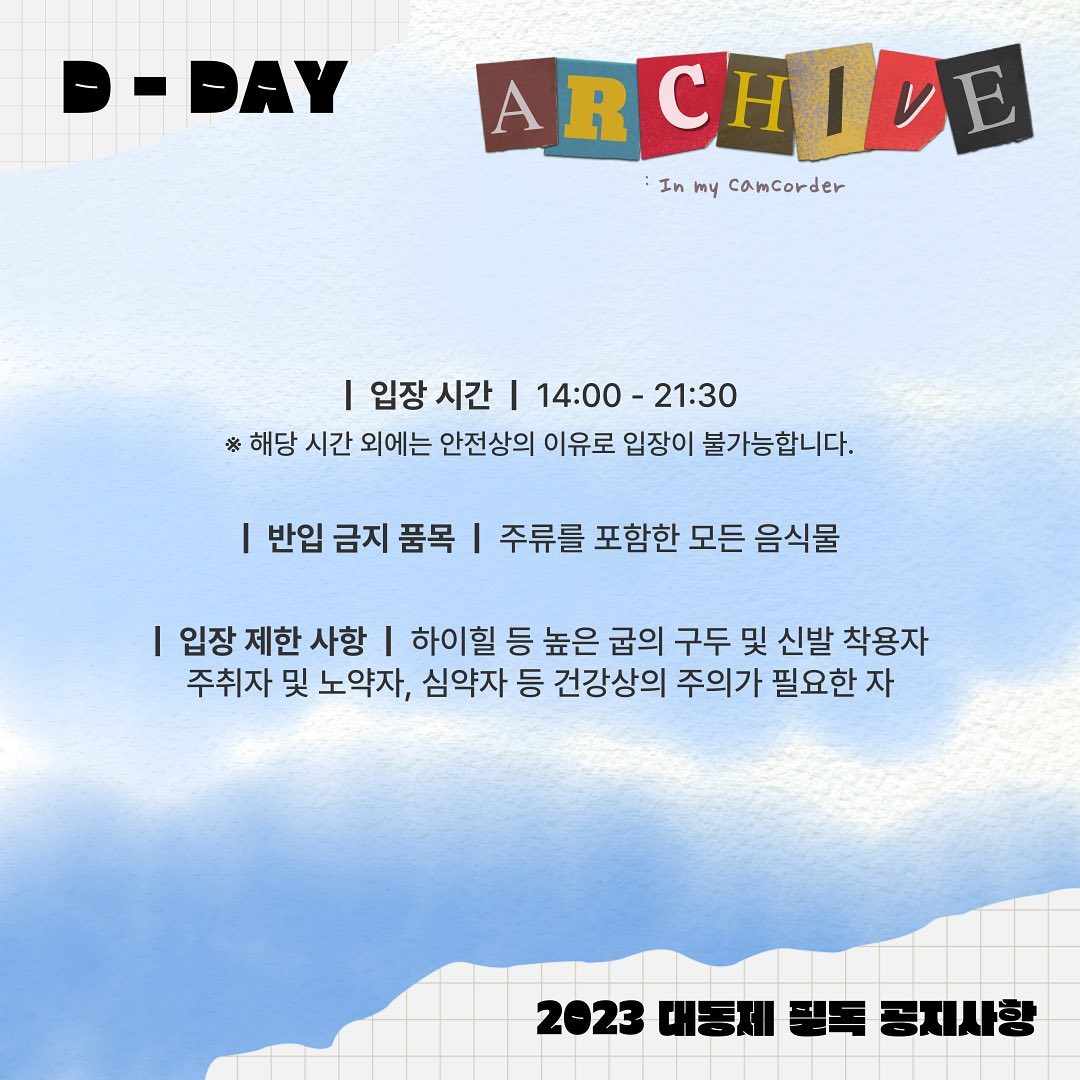 D - DAY
ARCHIVE
: In my camcorder
| 입장 시간 | 14:00 - 21:30
※ 해당 시간 외에는 안전상의 이유로 입장이 불가능합니다.
| 반입 금지 품목 | 주류를 포함한 모든 음식물
| 입장 제한 사항 | 하이힐 등 높은 굽의 구두 및 신발 착용자
주취자 및 노약자, 심약자 등 건강상의 주의가 필요한 자
2023 대동제 필독 공지사항